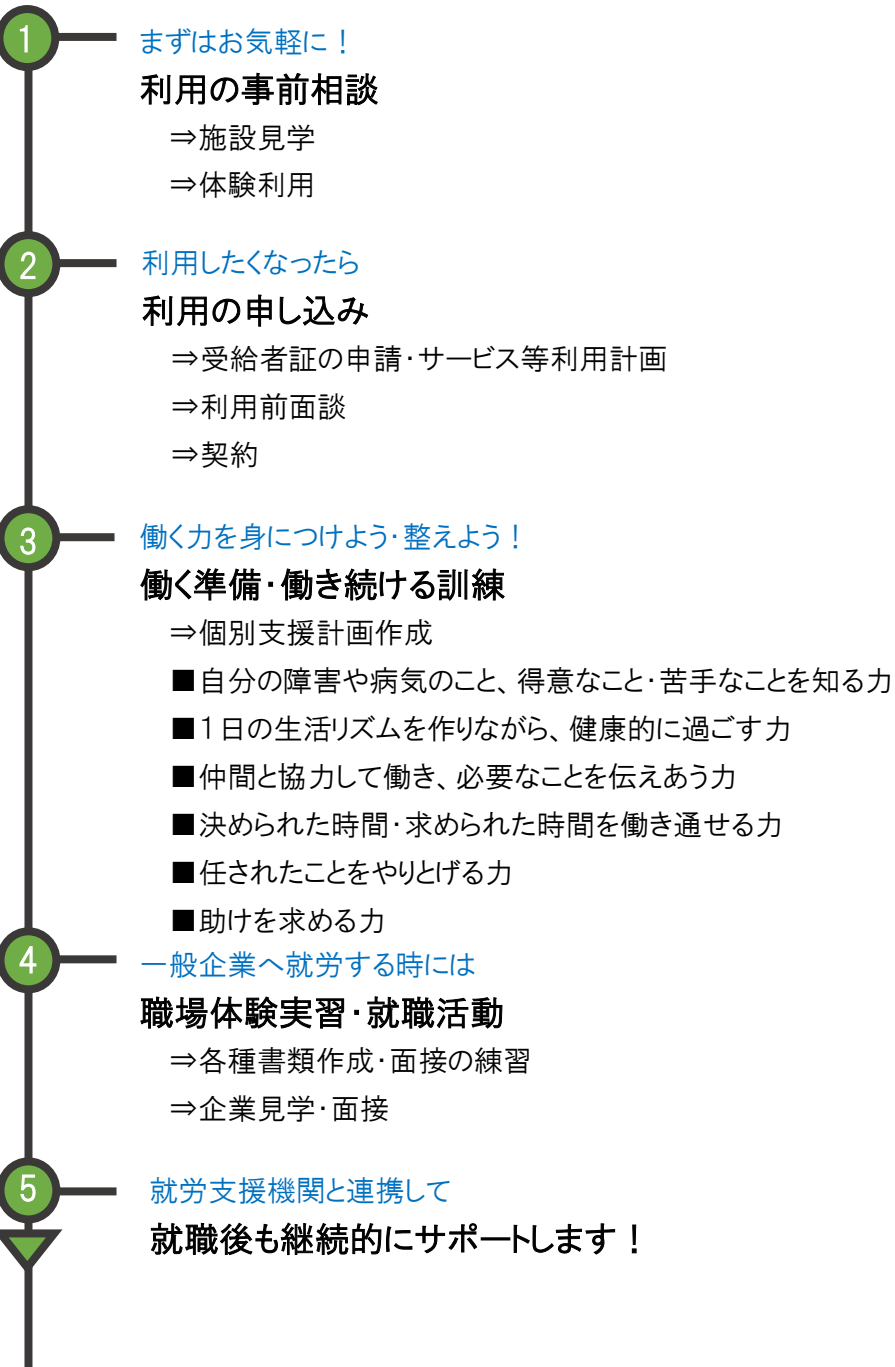 1
まずはお気軽に！
利用の事前相談
⇒施設見学
⇒体験利用
2
利用したくなったら
利用の申し込み
⇒受給者証の申請・サービス等利用計画
⇒利用前面談
⇒契約
3
働く力を身につけよう・整えよう！
働く準備・働き続ける訓練
⇒個別支援計画作成
■自分の障害や病気のこと、得意なこと・苦手なことを知る力
■１日の生活リズムを作りながら、健康的に過ごす力
■仲間と協力して働き、必要なことを伝えあう力
■決められた時間・求められた時間を働き通せる力
■任されたことをやりとげる力
■助けを求める力
4
一般企業へ就労する時には
職場体験実習・就職活動
⇒各種書類作成・面接の練習
⇒企業見学・面接
5
就労支援機関と連携して
就職後も継続的にサポートします！